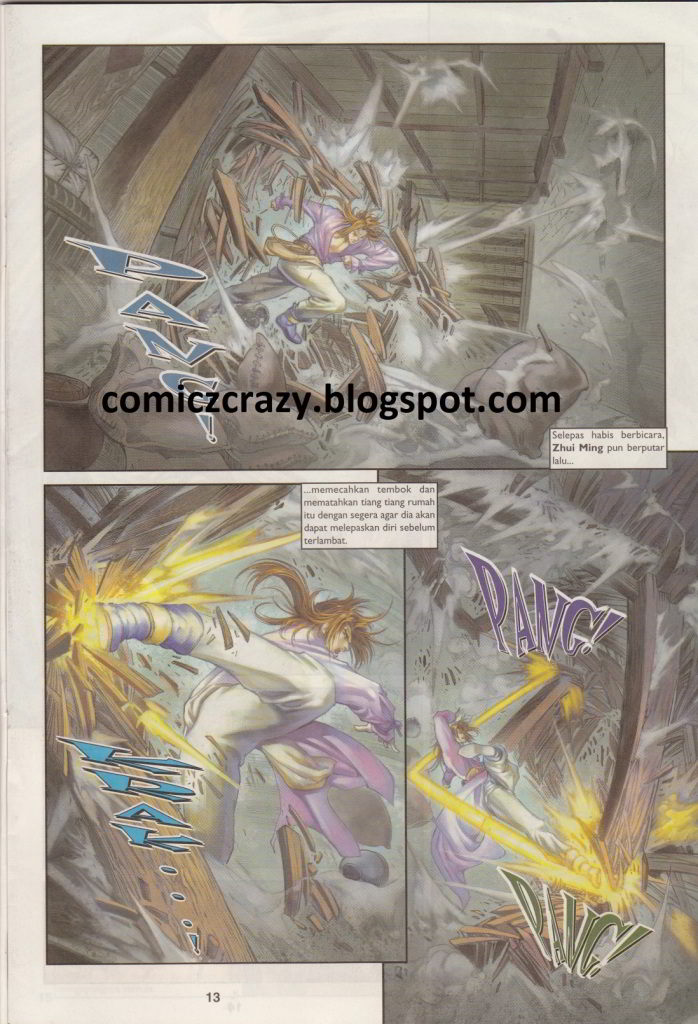 PANG!
comiczcrazy.blogspot.com
Selepas habis berbicara,
Zhui Ming pun berputar
lalu...
...memecahkan tembok dan
mematahkan tiang tiang rumah
itu dengan segera agar dia akan
dapat melepaskan diri sebelum
terlambat.
PANG!
KRAK...!
PANG!
13